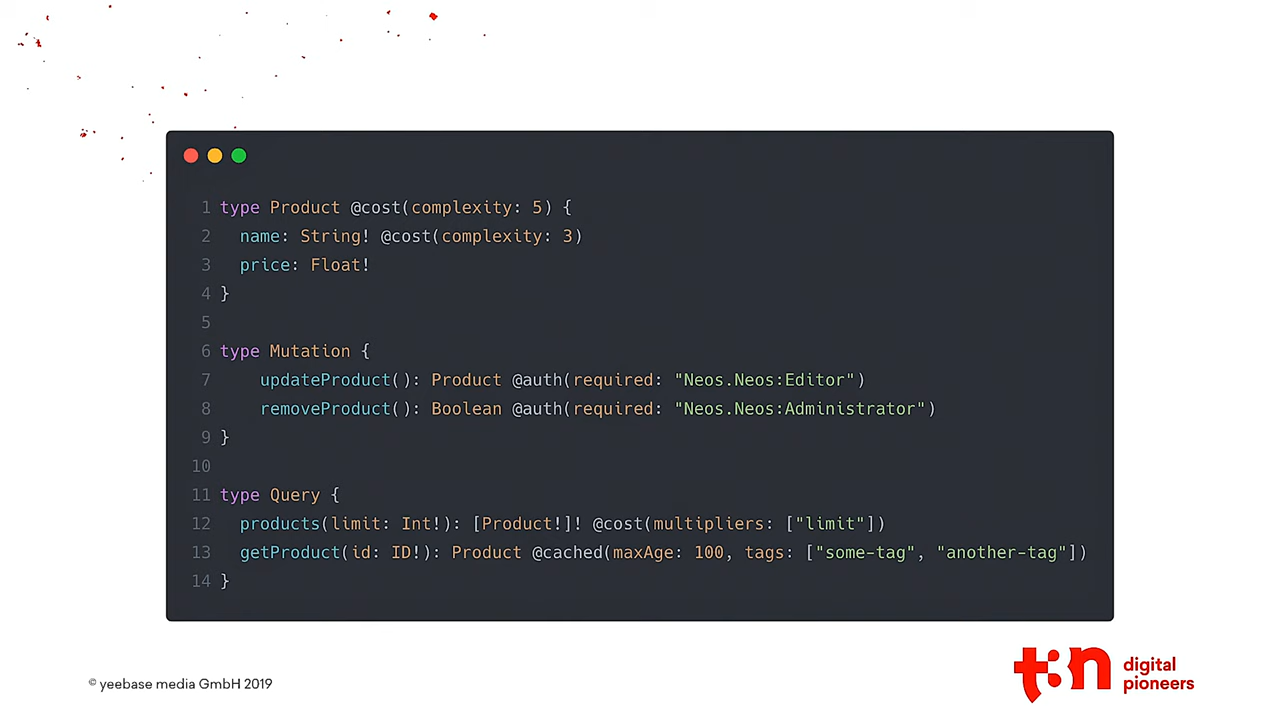 1 type Product @cost(complexity: 5) {
2   name: String! @cost(complexity: 3)
3   price: Float!
4 }
5
6 type Mutation {
7     updateProduct(): Product @auth(required: "Neos.Neos:Editor")
8     removeProduct(): Boolean @auth(required: "Neos.Neos:Administrator")
9 }
10
11 type Query {
12   products(limit: Int!): [Product!]! @cost(multipliers: ["limit"])
13   getProduct(id: ID!): Product @cached(maxAge: 100, tags: ["some-tag", "another-tag"])
14 }
© yeebase media GmbH 2019
t3n digital
pioneers